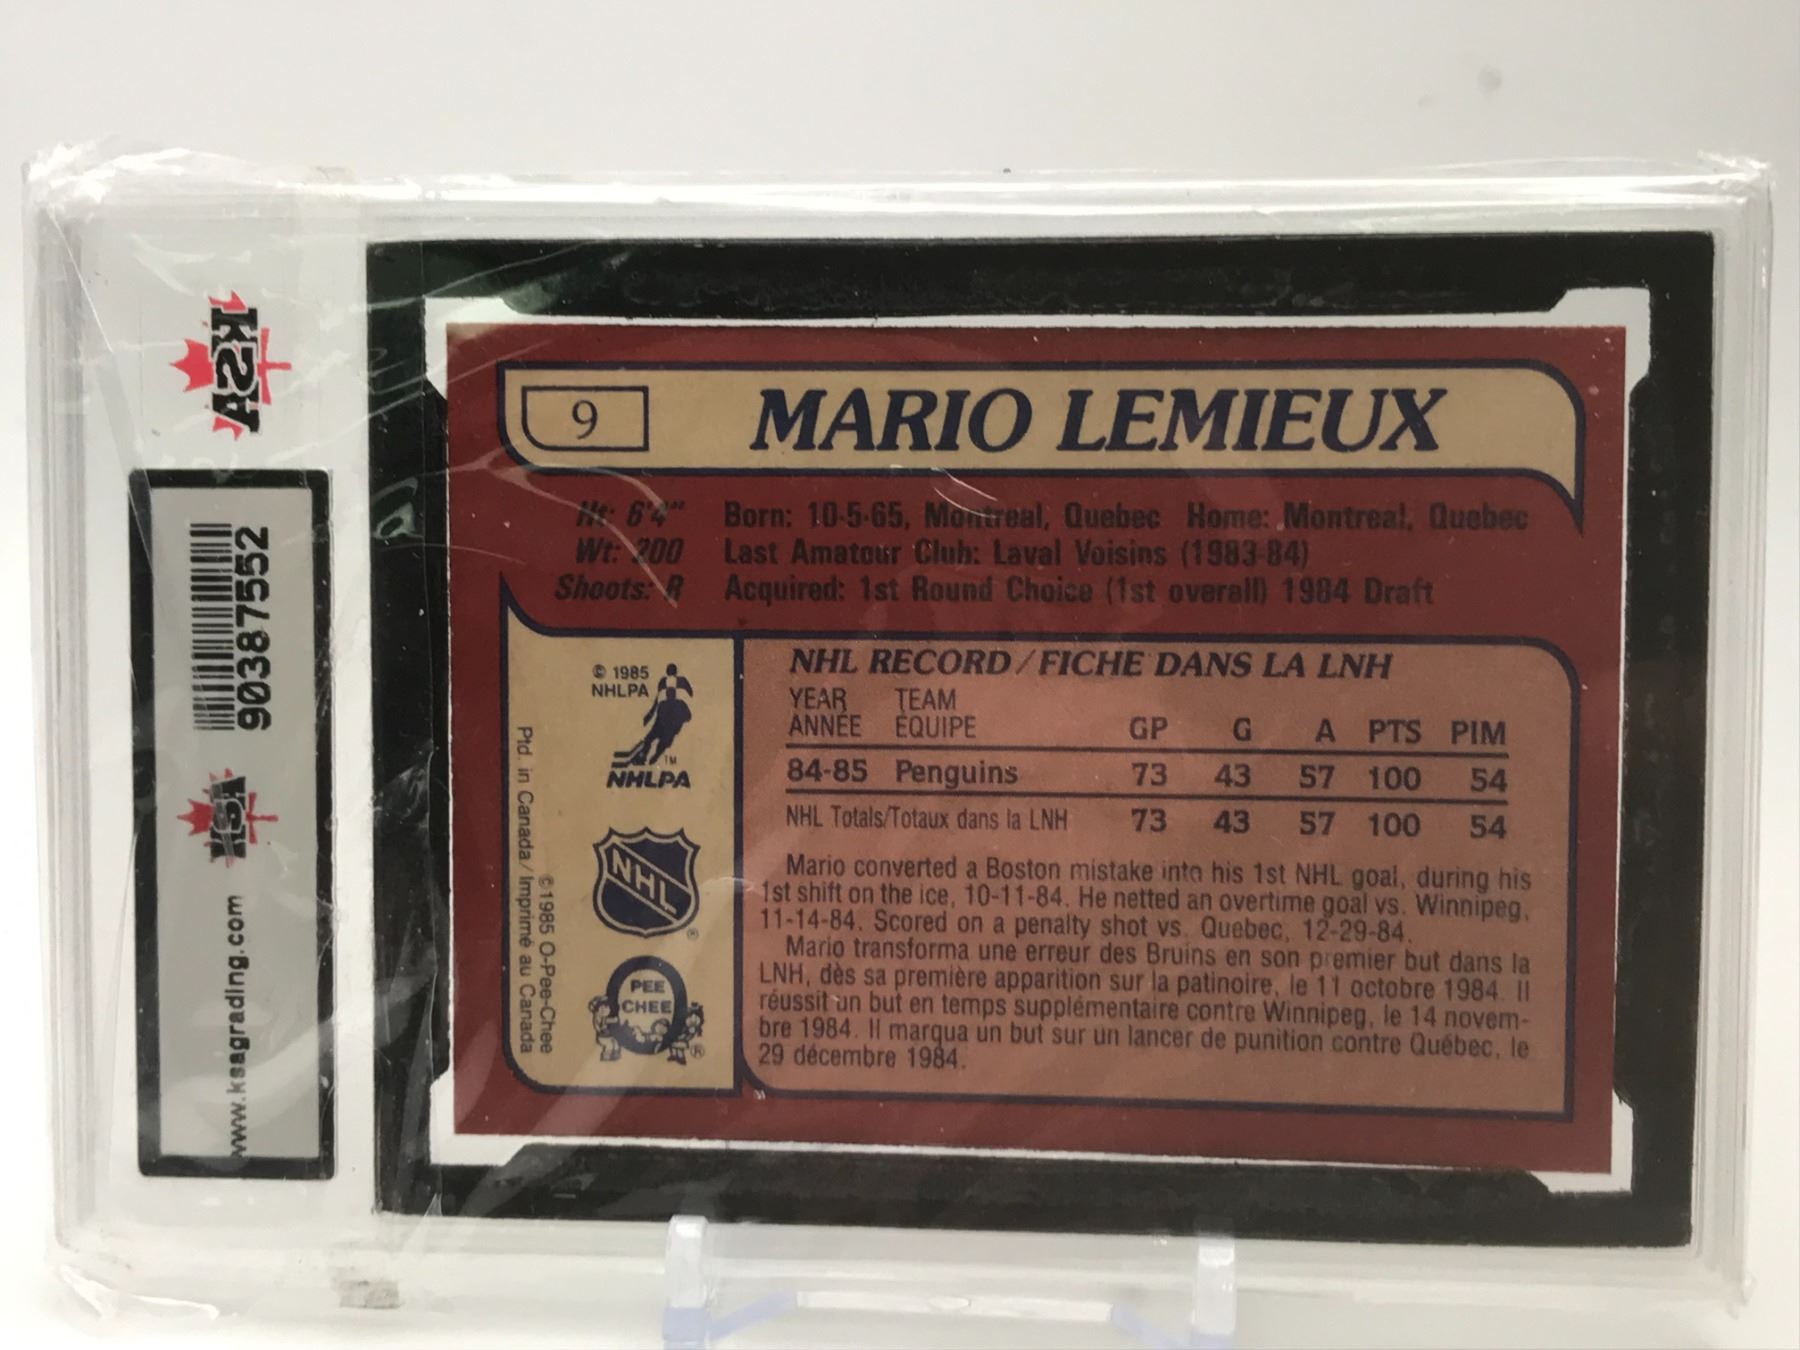 KSA
903875552
KSA
www.ksagrading.com
9
MARIO LEMIEUX
Ht: 6'4" Born: 10-5-65, Montreal, Quebec Home: Montreal, Quebec
Wt: 200 Last Amateur Club: Laval Voisins (1983-84)
Shoots: R Acquired: 1st Round Choice (1st overall) 1984 Draft
© 1985
NHLPA
TM
NHLPA
NHL
®
PEE
CHEE
®
©1985 O-Pee-Chee
Ptd. in Canada/Imprimé au Canada
NHL RECORD/FICHE DANS LA LNH
YEAR TEAM
ANNÉE ÉQUIPE GP G A PTS PIM
84-85 Penguins 73 43 57 100 54
NHL Totals/Totaux dans la LNH 73 43 57 100 54
Mario converted a Boston mistake into his 1st NHL goal, during his
1st shift on the ice, 10-11-84. He netted an overtime goal vs. Winnipeg,
11-14-84. Scored on a penalty shot vs. Quebec, 12-29-84.
Mario transforma une erreur des Bruins en son premier but dans la
LNH, dès sa première apparition sur la patinoire, le 11 octobre 1984. Il
réussit un but en temps supplémentaire contre Winnipeg, le 14 novem-
bre 1984. Il marqua un but sur un lancer de punition contre Québec, le
29 décembre 1984.